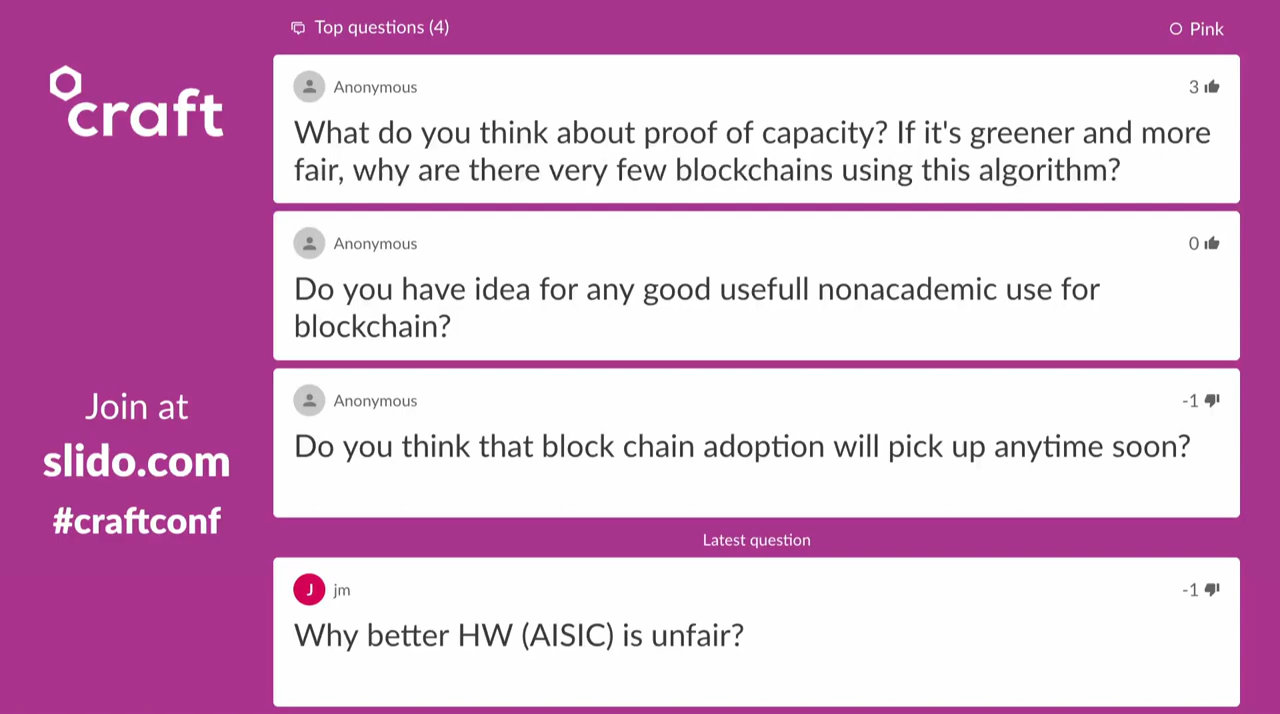 craft
Join at
slido.com
#craftconf
Top questions (4)
Pink
Anonymous
3
What do you think about proof of capacity? If it's greener and more
fair, why are there very few blockchains using this algorithm?
Anonymous
0
Do you have idea for any good usefull nonacademic use for
blockchain?
Anonymous
-1
Do you think that block chain adoption will pick up anytime soon?
Latest question
J
jm
-1
Why better HW (AISIC) is unfair?